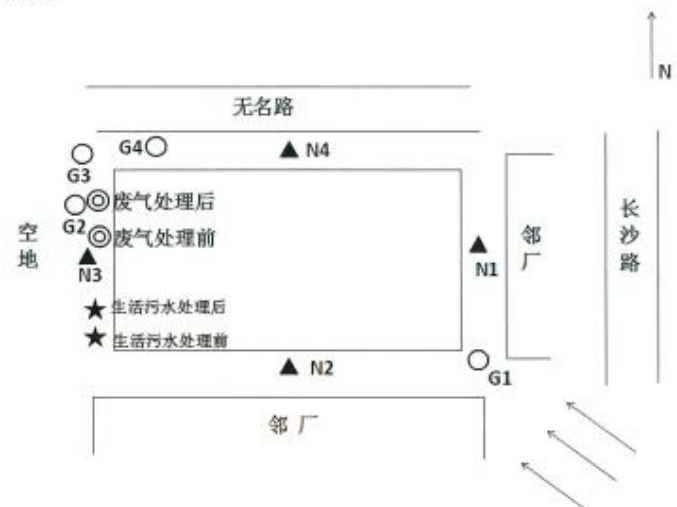 N
无名路
G4
N4
G3
废气处理后
G2
废气处理前
空地
N3
N1
邻厂
长沙路
生活污水处理后
生活污水处理前
N2
G1
邻厂